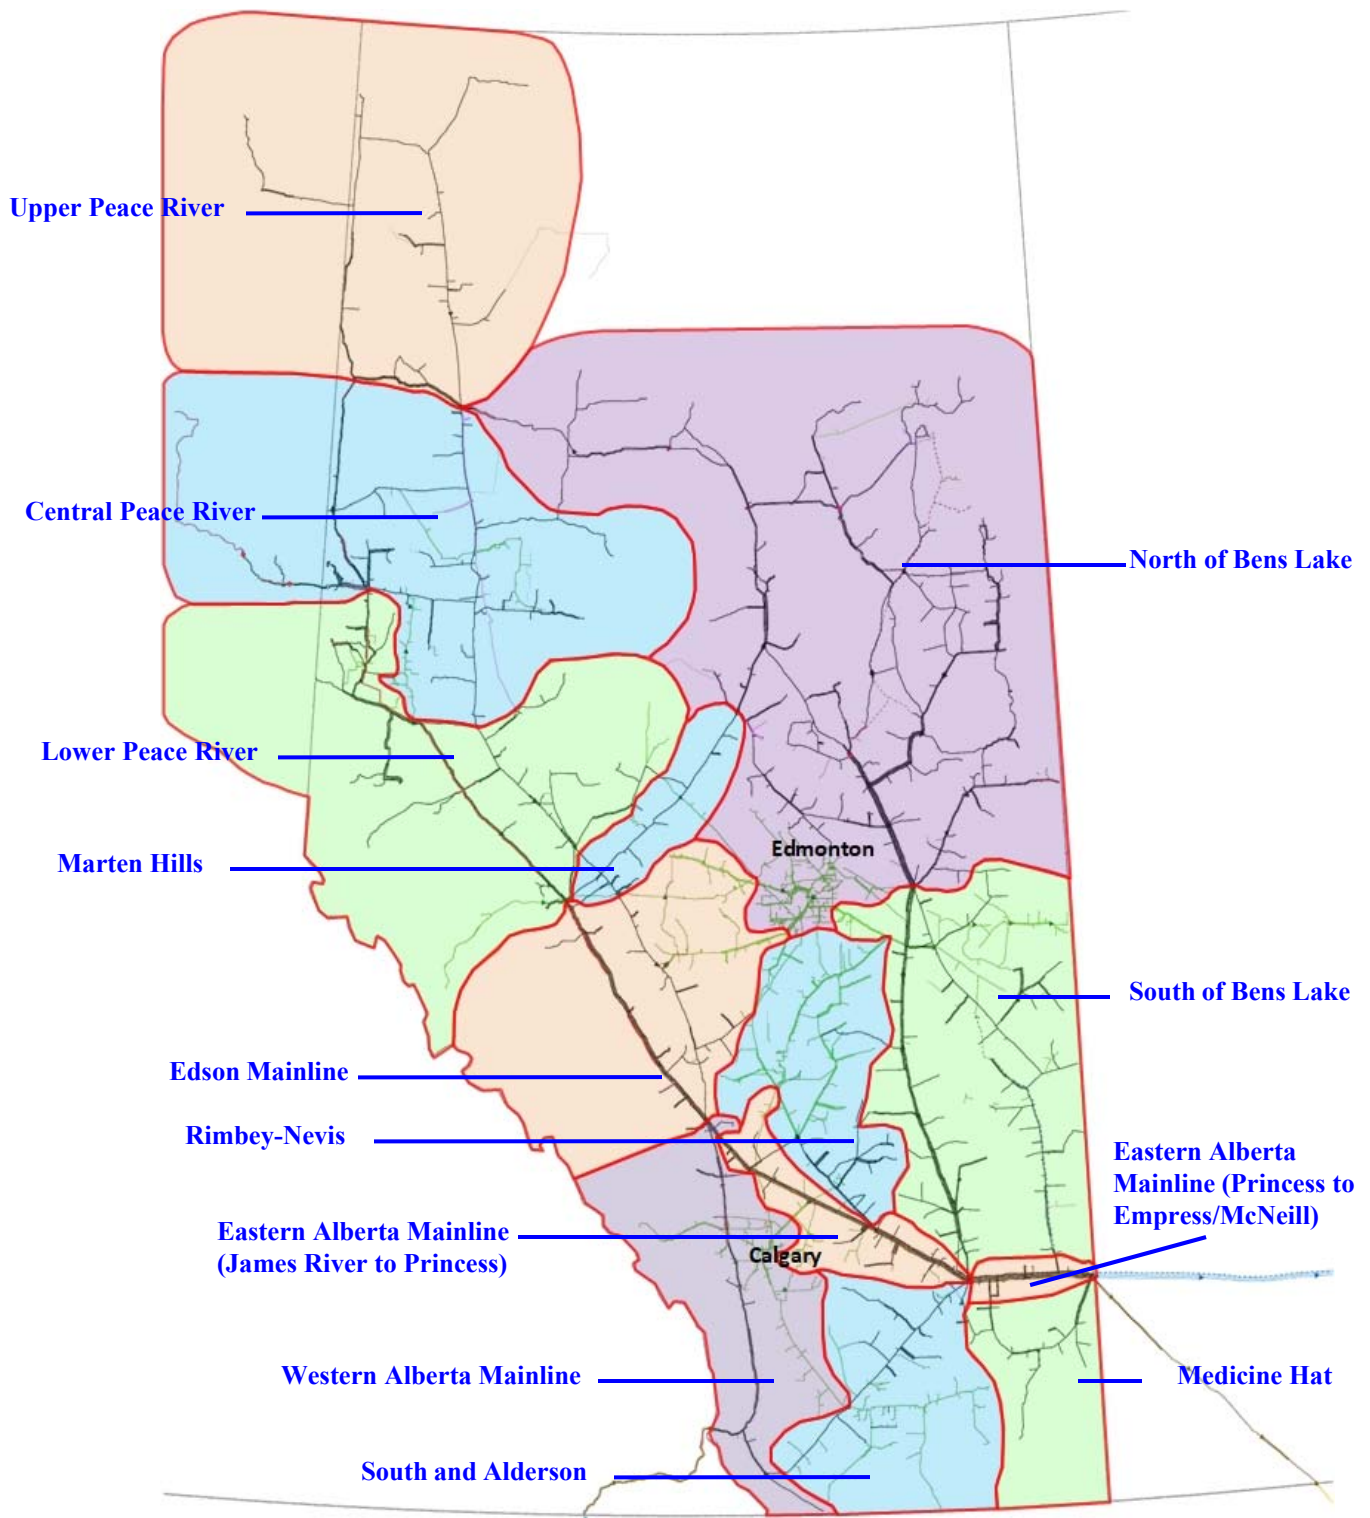 Upper Peace River
Central Peace River
North of Bens Lake
Lower Peace River
Edmonton
Marten Hills
South of Bens Lake
Edson Mainline
Rimbey-Nevis
Eastern Alberta
Mainline (Princess to
Empress/McNeill)
Eastern Alberta Mainline
(James River to Princess)
Calgary
Western Alberta Mainline
Medicine Hat
South and Alderson